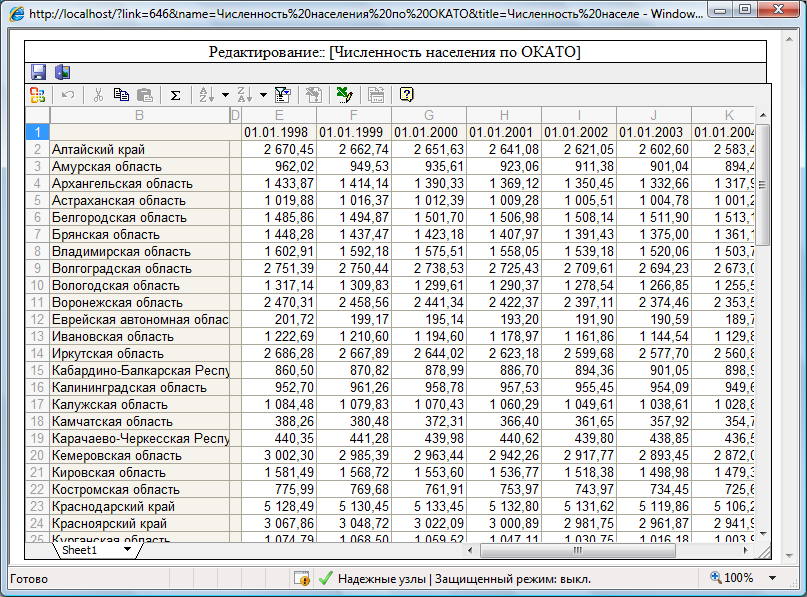 http://localhost/?link=646&name=Численность%20населения%20по%20ОКАТО&title=Численность%20населе - Window...
Редактирование:: [Численность населения по ОКАТО]
B D E F G H I J K
1 01.01.1998 01.01.1999 01.01.2000 01.01.2001 01.01.2002 01.01.2003 01.01.2004
2 Алтайский край 2 670,45 2 662,74 2 651,63 2 641,08 2 621,05 2 602,60 2 583,4
3 Амурская область 962,02 949,53 935,61 923,06 911,38 901,04 894,4
4 Архангельская область 1 433,87 1 414,14 1 390,33 1 369,12 1 350,45 1 332,66 1 317,9
5 Астраханская область 1 019,88 1 016,37 1 012,39 1 009,28 1 005,51 1 004,78 1 001,2
6 Белгородская область 1 485,86 1 494,87 1 501,70 1 506,98 1 508,14 1 511,90 1 513,1
7 Брянская область 1 448,28 1 437,47 1 423,18 1 407,97 1 391,43 1 375,00 1 361,1
8 Владимирская область 1 602,91 1 592,18 1 575,51 1 558,05 1 539,18 1 520,06 1 503,7
9 Волгоградская область 2 751,39 2 750,44 2 738,53 2 725,43 2 709,61 2 694,23 2 673,0
10 Вологодская область 1 317,14 1 309,83 1 299,61 1 290,37 1 278,54 1 266,85 1 255,5
11 Воронежская область 2 470,31 2 458,56 2 441,34 2 422,37 2 397,11 2 374,46 2 353,5
12 Еврейская автономная облас 201,72 199,17 195,14 193,20 191,90 190,59 189,7
13 Ивановская область 1 222,69 1 210,60 1 194,60 1 178,97 1 161,86 1 144,54 1 129,8
14 Иркутская область 2 686,28 2 667,89 2 644,02 2 623,18 2 599,68 2 577,70 2 560,8
15 Кабардино-Балкарская Респу 860,50 870,82 878,99 886,70 894,36 901,05 898,9
16 Калининградская область 952,70 961,26 958,78 957,53 955,45 954,09 949,6
17 Калужская область 1 084,48 1 079,83 1 070,43 1 060,29 1 049,61 1 038,61 1 028,8
18 Камчатская область 388,26 380,48 372,31 366,40 361,65 357,92 354,7
19 Карачаево-Черкесская Респу 440,35 441,28 439,98 440,62 439,80 438,85 436,5
20 Кемеровская область 3 002,30 2 985,39 2 963,44 2 942,26 2 917,77 2 893,45 2 872,0
21 Кировская область 1 581,49 1 568,72 1 553,60 1 536,77 1 518,38 1 498,98 1 479,3
22 Костромская область 775,99 769,68 761,91 753,97 743,97 734,45 725,6
23 Краснодарский край 5 128,49 5 130,45 5 133,45 5 132,80 5 131,62 5 119,86 5 106,2
24 Красноярский край 3 067,86 3 048,72 3 022,09 3 000,89 2 981,75 2 961,87 2 941,9
25 Курганская область 1 074,79 1 068,50 1 059,52 1 047,11 1 030,75 1 016,18 1 003,9
Sheet1
Готово Надежные узлы | Защищенный режим: выкл. 100%